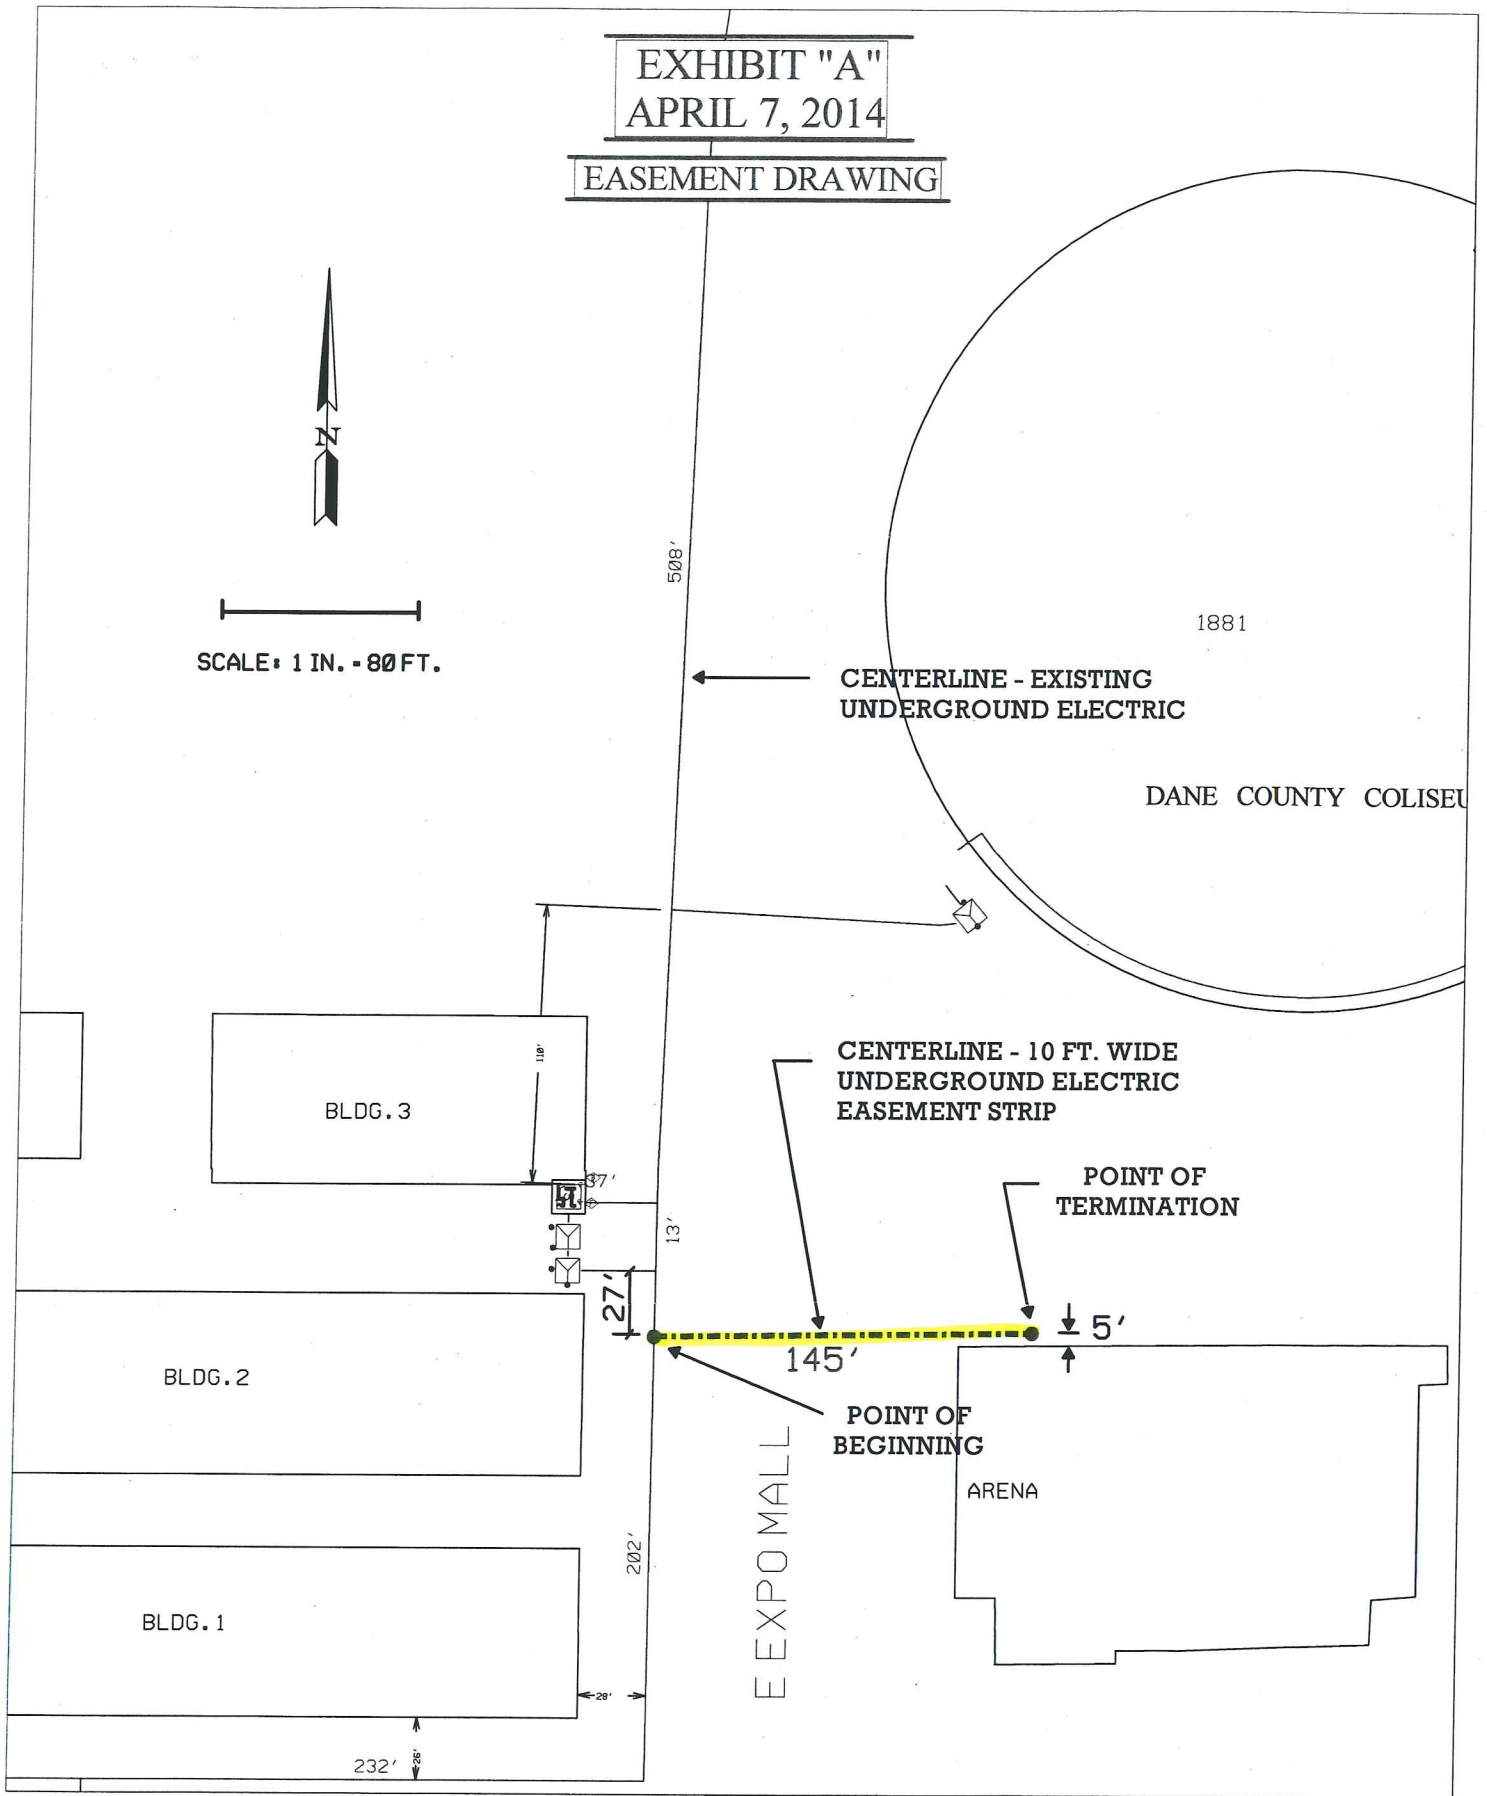 EXHIBIT "A"
APRIL 7, 2014
EASEMENT DRAWING
N
508'
1881
SCALE: 1 IN. = 80 FT.
CENTERLINE - EXISTING
UNDERGROUND ELECTRIC
DANE COUNTY COLISEU
110'
CENTERLINE - 10 FT. WIDE
UNDERGROUND ELECTRIC
EASEMENT STRIP
BLDG.3
POINT OF
TERMINATION
37'
13'
27'
5'
145'
BLDG.2
POINT OF
BEGINNING
E EXPO MALL
ARENA
202'
BLDG.1
28'
232'
26'